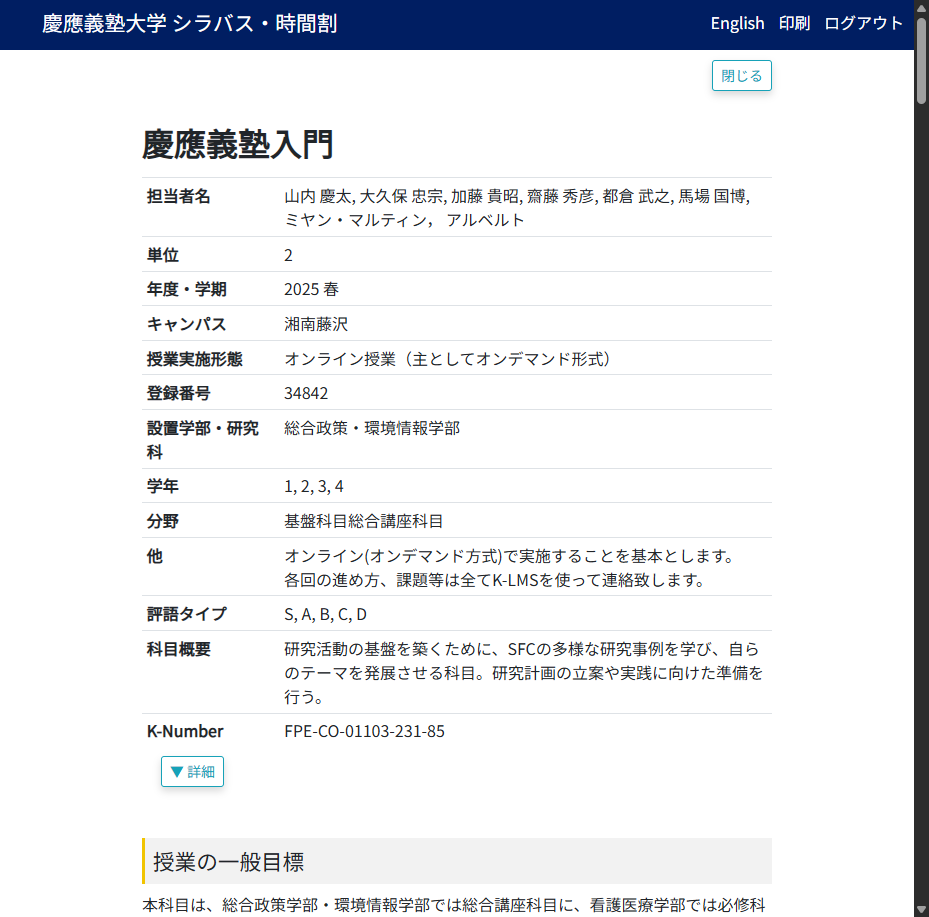 慶應義塾大学 シラバス・時間割
English 印刷 ログアウト
閉じる
慶應義塾入門
担当者名 山内 慶太, 大久保 忠宗, 加藤 貴昭, 齋藤 秀彦, 都倉 武之, 馬場 国博,
ミヤン・マルティン， アルベルト
単位 2
年度・学期 2025 春
キャンパス 湘南藤沢
授業実施形態 オンライン授業（主としてオンデマンド形式）
登録番号 34842
設置学部・研究 総合政策・環境情報学部
科
学年 1, 2, 3, 4
分野 基盤科目総合講座科目
他 オンライン(オンデマンド方式)で実施することを基本とします。
各回の進め方、課題等は全てK-LMSを使って連絡致します。
評語タイプ S, A, B, C, D
科目概要 研究活動の基盤を築くために、SFCの多様な研究事例を学び、自ら
のテーマを発展させる科目。研究計画の立案や実践に向けた準備を
行う。
K-Number FPE-CO-01103-231-85
▼ 詳細
授業の一般目標
本科目は、総合政策学部・環境情報学部では総合講座科目に、看護医療学部では必修科